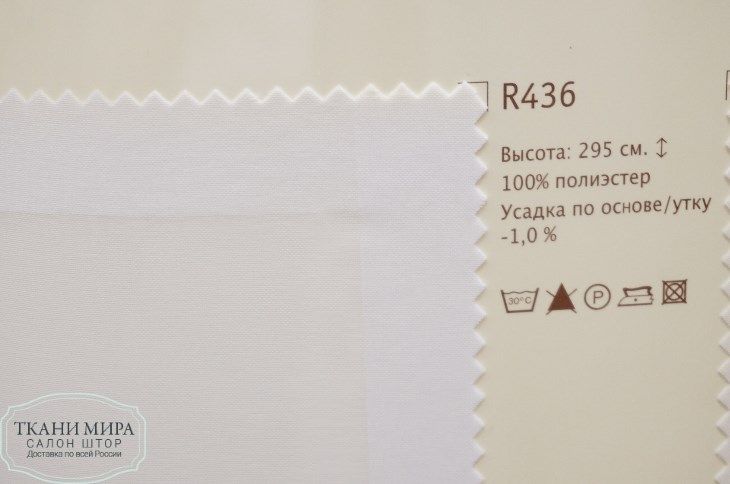 R436
Высота: 295 см. ↕
100% полиэстер
Усадка по основе/утку
-1,0 %
30°C
P
ТКАНИ МИРА
САЛОН ШТОР
Доставка по всей России